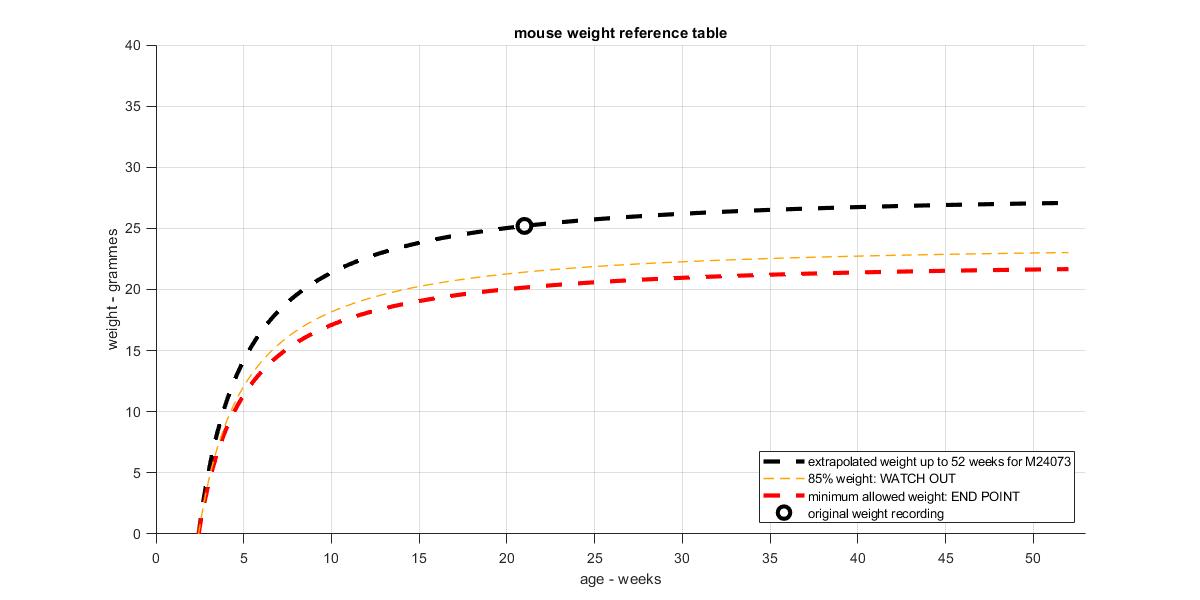 mouse weight reference table
40
35
30
25
20
15
10
5
0
weight - grammes
0 5 10 15 20 25 30 35 40 45 50
age - weeks
extrapolated weight up to 52 weeks for M24073
85% weight: WATCH OUT
minimum allowed weight: END POINT
original weight recording